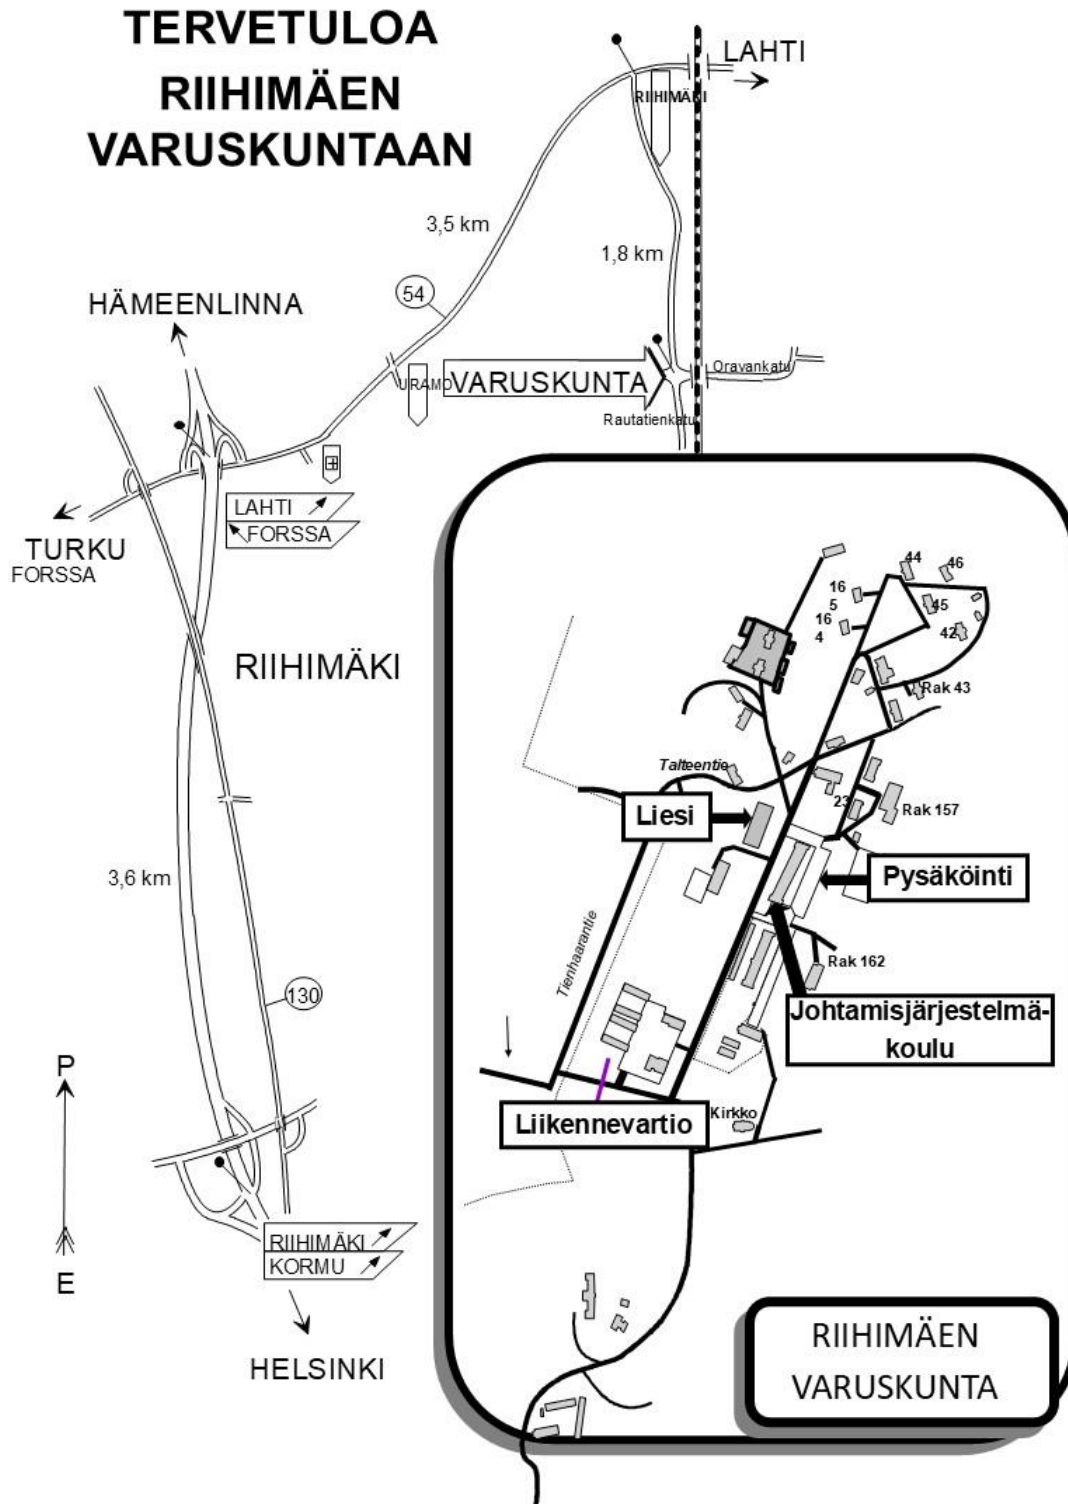 TERVETULOA
RIIHIMÄEN
VARUSKUNTAAN
LAHTI
RIIHIMÄKI
3,5 km
1,8 km
54
HÄMEENLINNA
URAMO
VARUSKUNTA
Oravankatu
Rautatienkatu
LAHTI
FORSSA
TURKU
FORSSA
RIIHIMÄKI
3,6 km
130
P
E
RIIHIMÄKI
KORMU
HELSINKI
44
46
16
5
45
16
4
42
Rak 43
Talteentie
23
Rak 157
Liesi
Pysäköinti
Tienhaarantie
Rak 162
Johtamisjärjestelmä-
koulu
Liikennevartio
Kirkko
RIIHIMÄEN
VARUSKUNTA